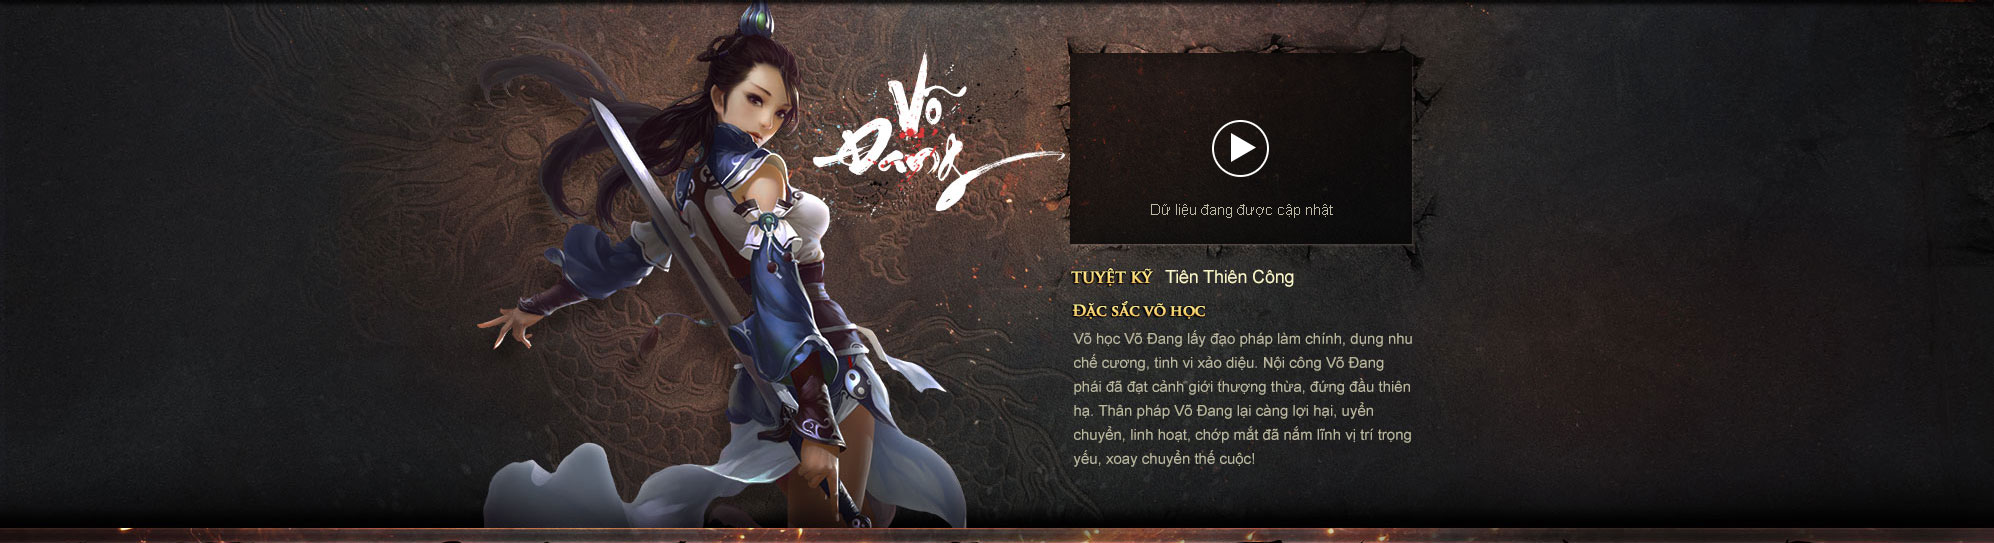 Võ
Đang
Dữ liệu đang được cập nhật
TUYỆT KỸ Tiên Thiên Công
ĐẶC SẮC VÕ HỌC
Võ học Võ Đang lấy đạo pháp làm chính, dụng nhu
chế cương, tinh vi xảo diệu. Nội công Võ Đang
phái đã đạt cảnh giới thượng thừa, đứng đầu thiên
hạ. Thân pháp Võ Đang lại càng lợi hại, uyển
chuyển, linh hoạt, chớp mắt đã nắm lĩnh vị trí trọng
yếu, xoay chuyển thế cuộc!